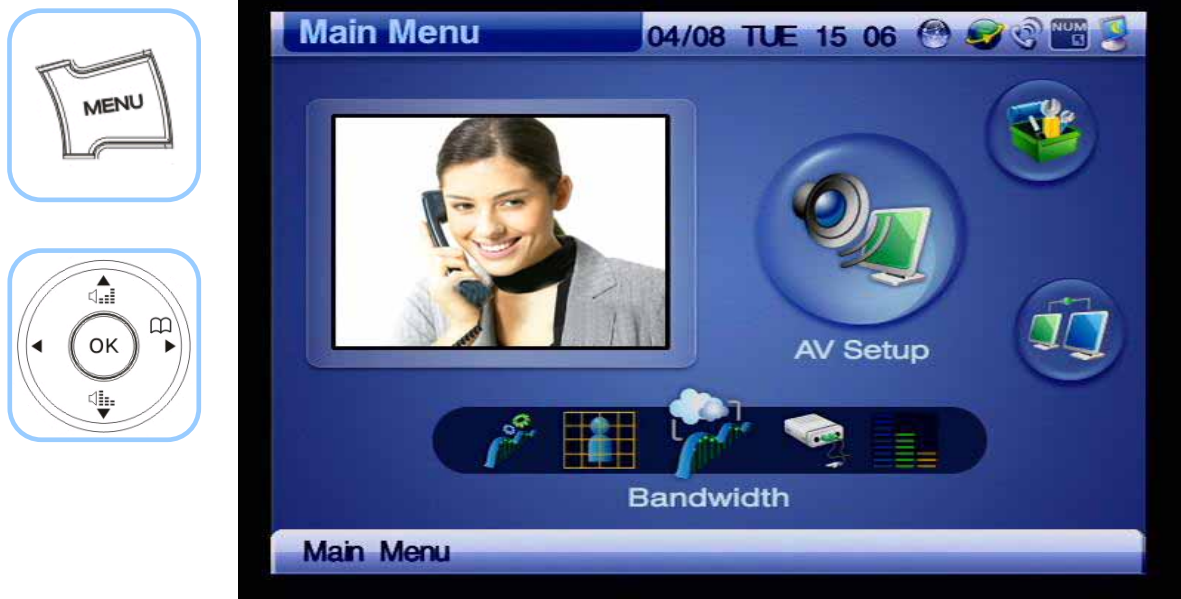 MENU
OK
Main Menu 04/08 TUE 15 06 NUM
AV Setup
Bandwidth
Main Menu